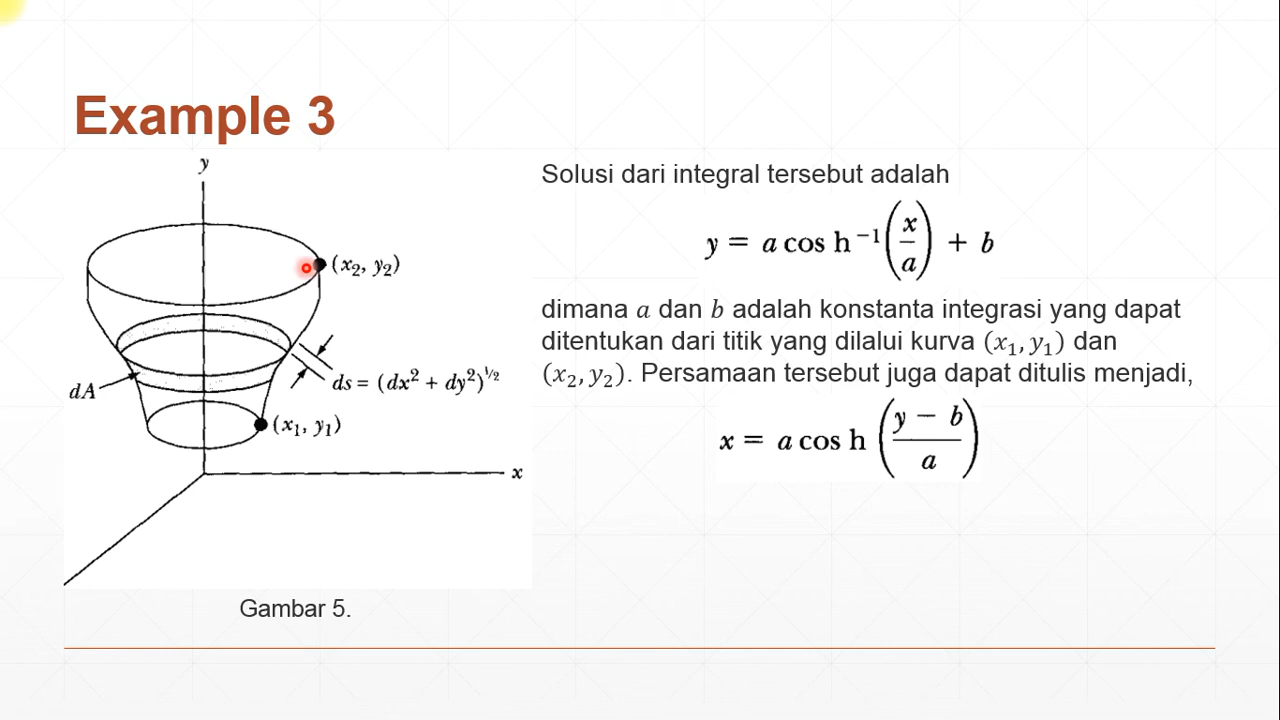 Example 3
y
(x₂, y₂)
ds = (dx² + dy²)^½
dA
(x₁, y₁)
x
Gambar 5.
Solusi dari integral tersebut adalah
y = a cos h⁻¹(x/a) + b
dimana a dan b adalah konstanta integrasi yang dapat
ditentukan dari titik yang dilalui kurva (x₁, y₁) dan
(x₂, y₂). Persamaan tersebut juga dapat ditulis menjadi,
x = a cos h ((y − b)/a)